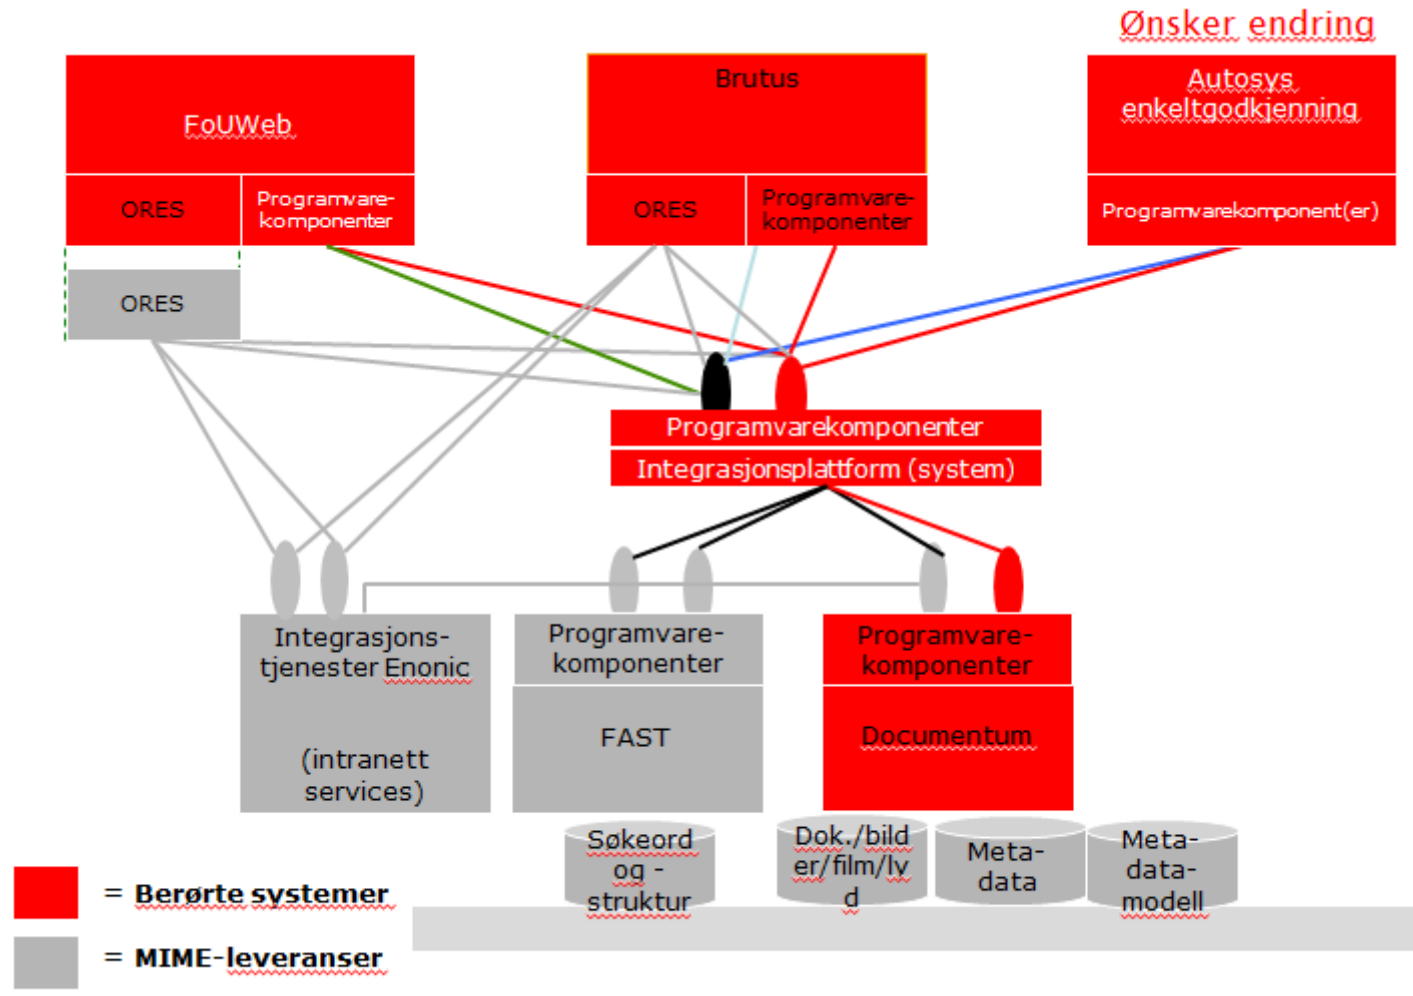 Ønsker endring
FoUWeb
ORES
Programvare-
komponenter
ORES
Brutus
ORES
Programvare-
komponenter
Autosys
enkeltgodkjenning
Programvarekomponent(er)
Programvarekomponenter
Integrasjonsplattform (system)
Integrasjons-
tjenester Enonic
(intranett
services)
Programvare-
komponenter
FAST
Programvare-
komponenter
Documentum
Søkeord
og -
struktur
Dok./bild
er/film/ly
d
Meta-
data
Meta-
data-
modell
= Berørte systemer
= MIME-leveranser